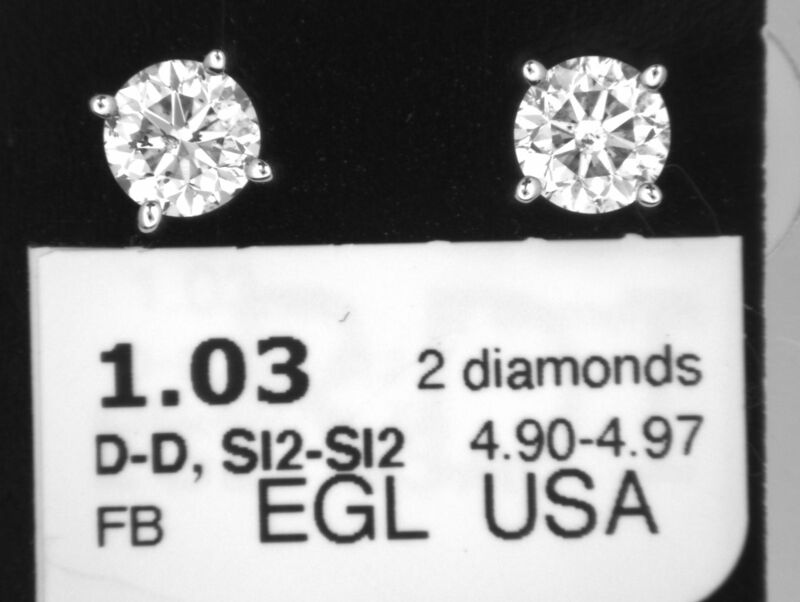 1.03 2 diamonds
D-D, SI2-SI2 4.90-4.97
FB EGL USA